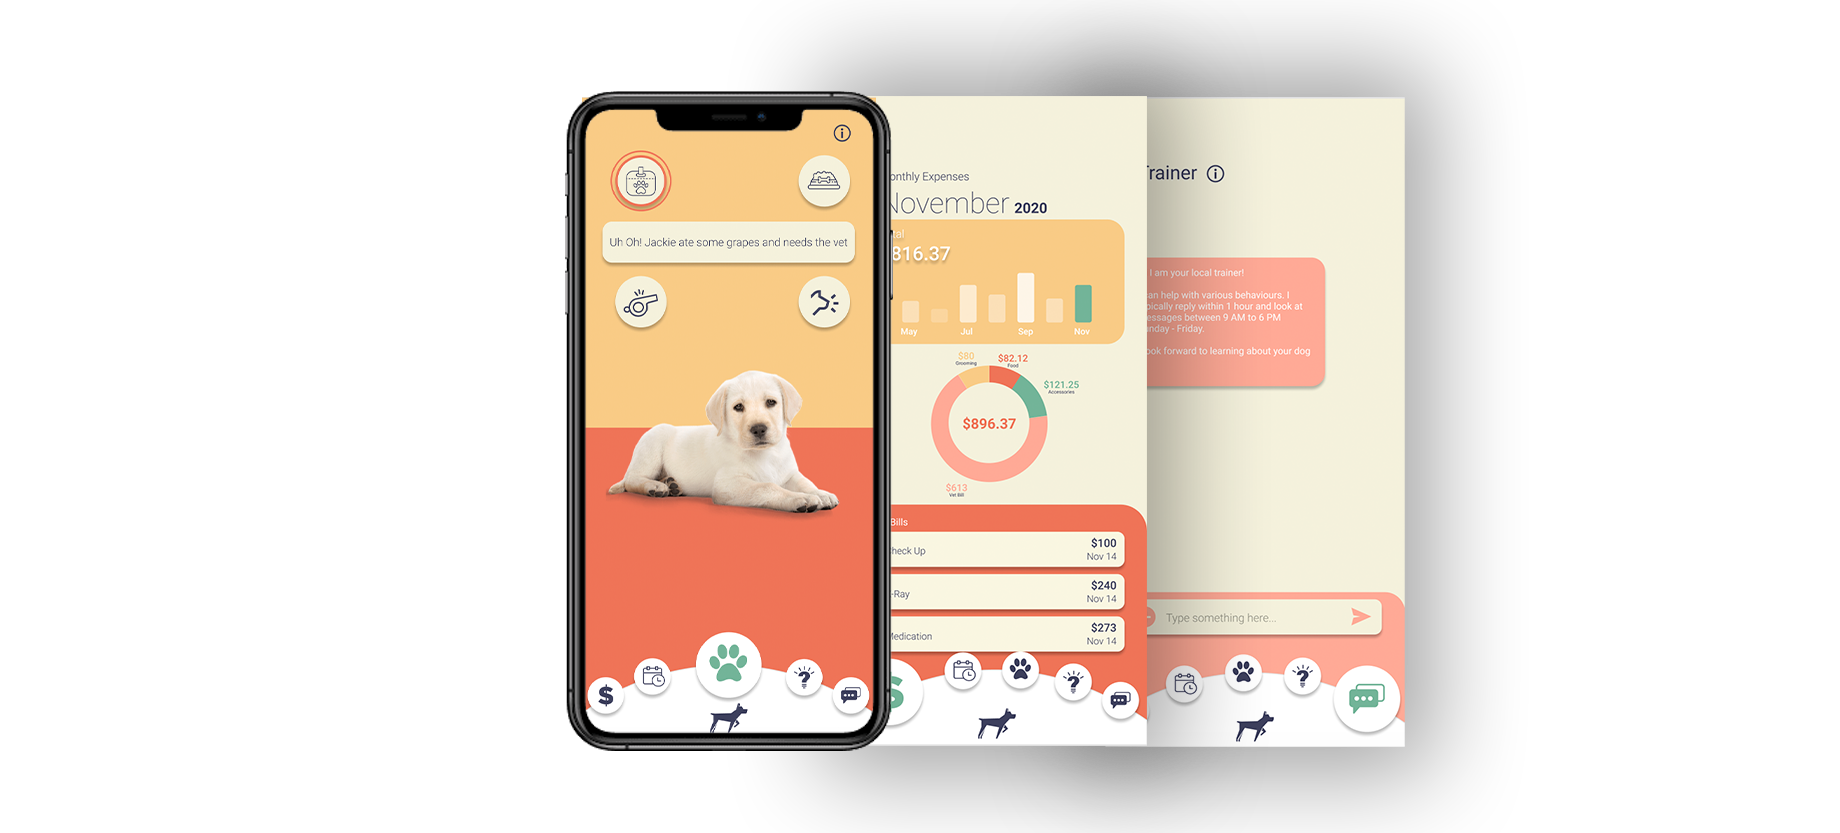 Uh Oh! Jackie ate some grapes and needs the vet
onthly Expenses
November 2020
al
816.37
May Jul Sep Nov
$80
Grooming
$82.12
Food
$121.25
Accessories
$896.37
$613
Vet Bill
Bills
heck Up
$100
Nov 14
-Ray
$240
Nov 14
Medication
$273
Nov 14
$
Trainer
I am your local trainer!
an help with various behaviours. I
pically reply within 1 hour and look at
essages between 9 AM to 6 PM
nday - Friday.
ook forward to learning about your dog
Type something here...